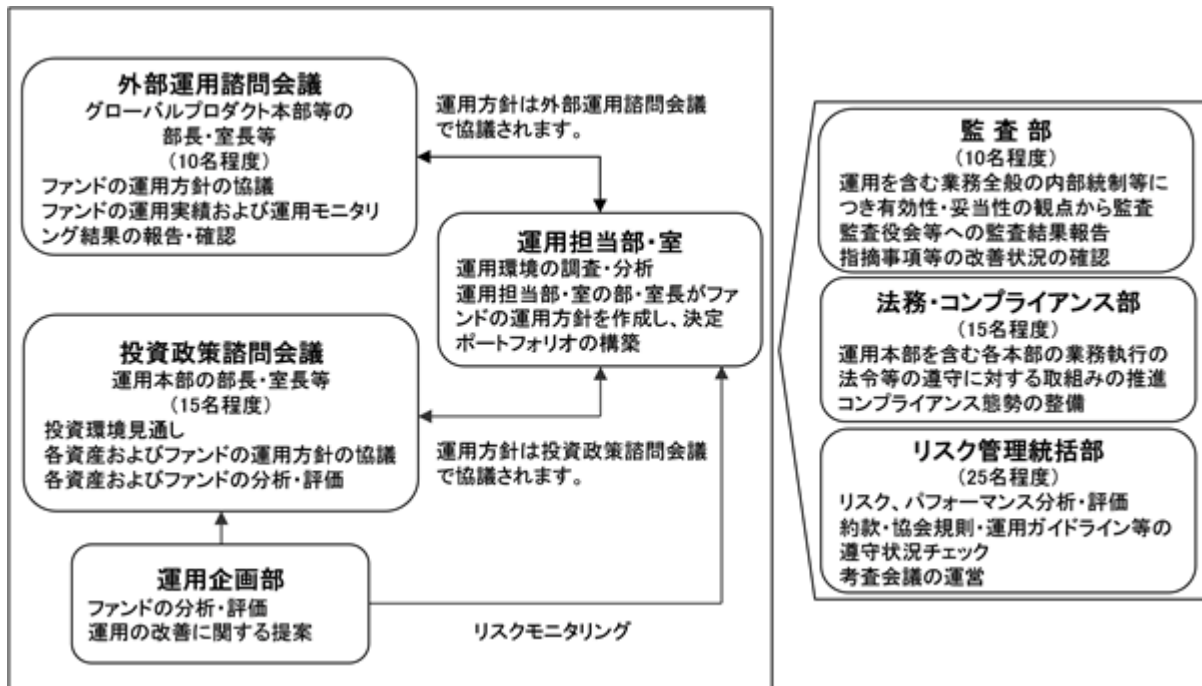 外部運用諮問会議
グローバルプロダクト本部等の
部長・室長等
(10名程度)
ファンドの運用方針の協議
ファンドの運用実績および運用モニタリ
ング結果の報告・確認
運用方針は外部運用諮問会議
で協議されます。
運用担当部・室
運用環境の調査・分析
運用担当部・室の部・室長がファ
ンドの運用方針を作成し、決定
ポートフォリオの構築
投資政策諮問会議
運用本部の部長・室長等
(15名程度)
投資環境見通し
各資産およびファンドの運用方針の協議
各資産およびファンドの分析・評価
運用方針は投資政策諮問会議
で協議されます。
運用企画部
ファンドの分析・評価
運用の改善に関する提案
リスクモニタリング
監 査 部
(10名程度)
運用を含む業務全般の内部統制等に
つき有効性・妥当性の観点から監査
監査役会等への監査結果報告
指摘事項等の改善状況の確認
法務・コンプライアンス部
(15名程度)
運用本部を含む各本部の業務執行の
法令等の遵守に対する取組みの推進
コンプライアンス態勢の整備
リスク管理統括部
(25名程度)
リスク、パフォーマンス分析・評価
約款・協会規則・運用ガイドライン等の
遵守状況チェック
考査会議の運営